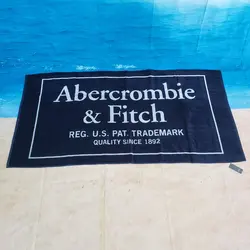 Abercrombie
& Fitch
REG. U.S. PAT. TRADEMARK
QUALITY SINCE 1892